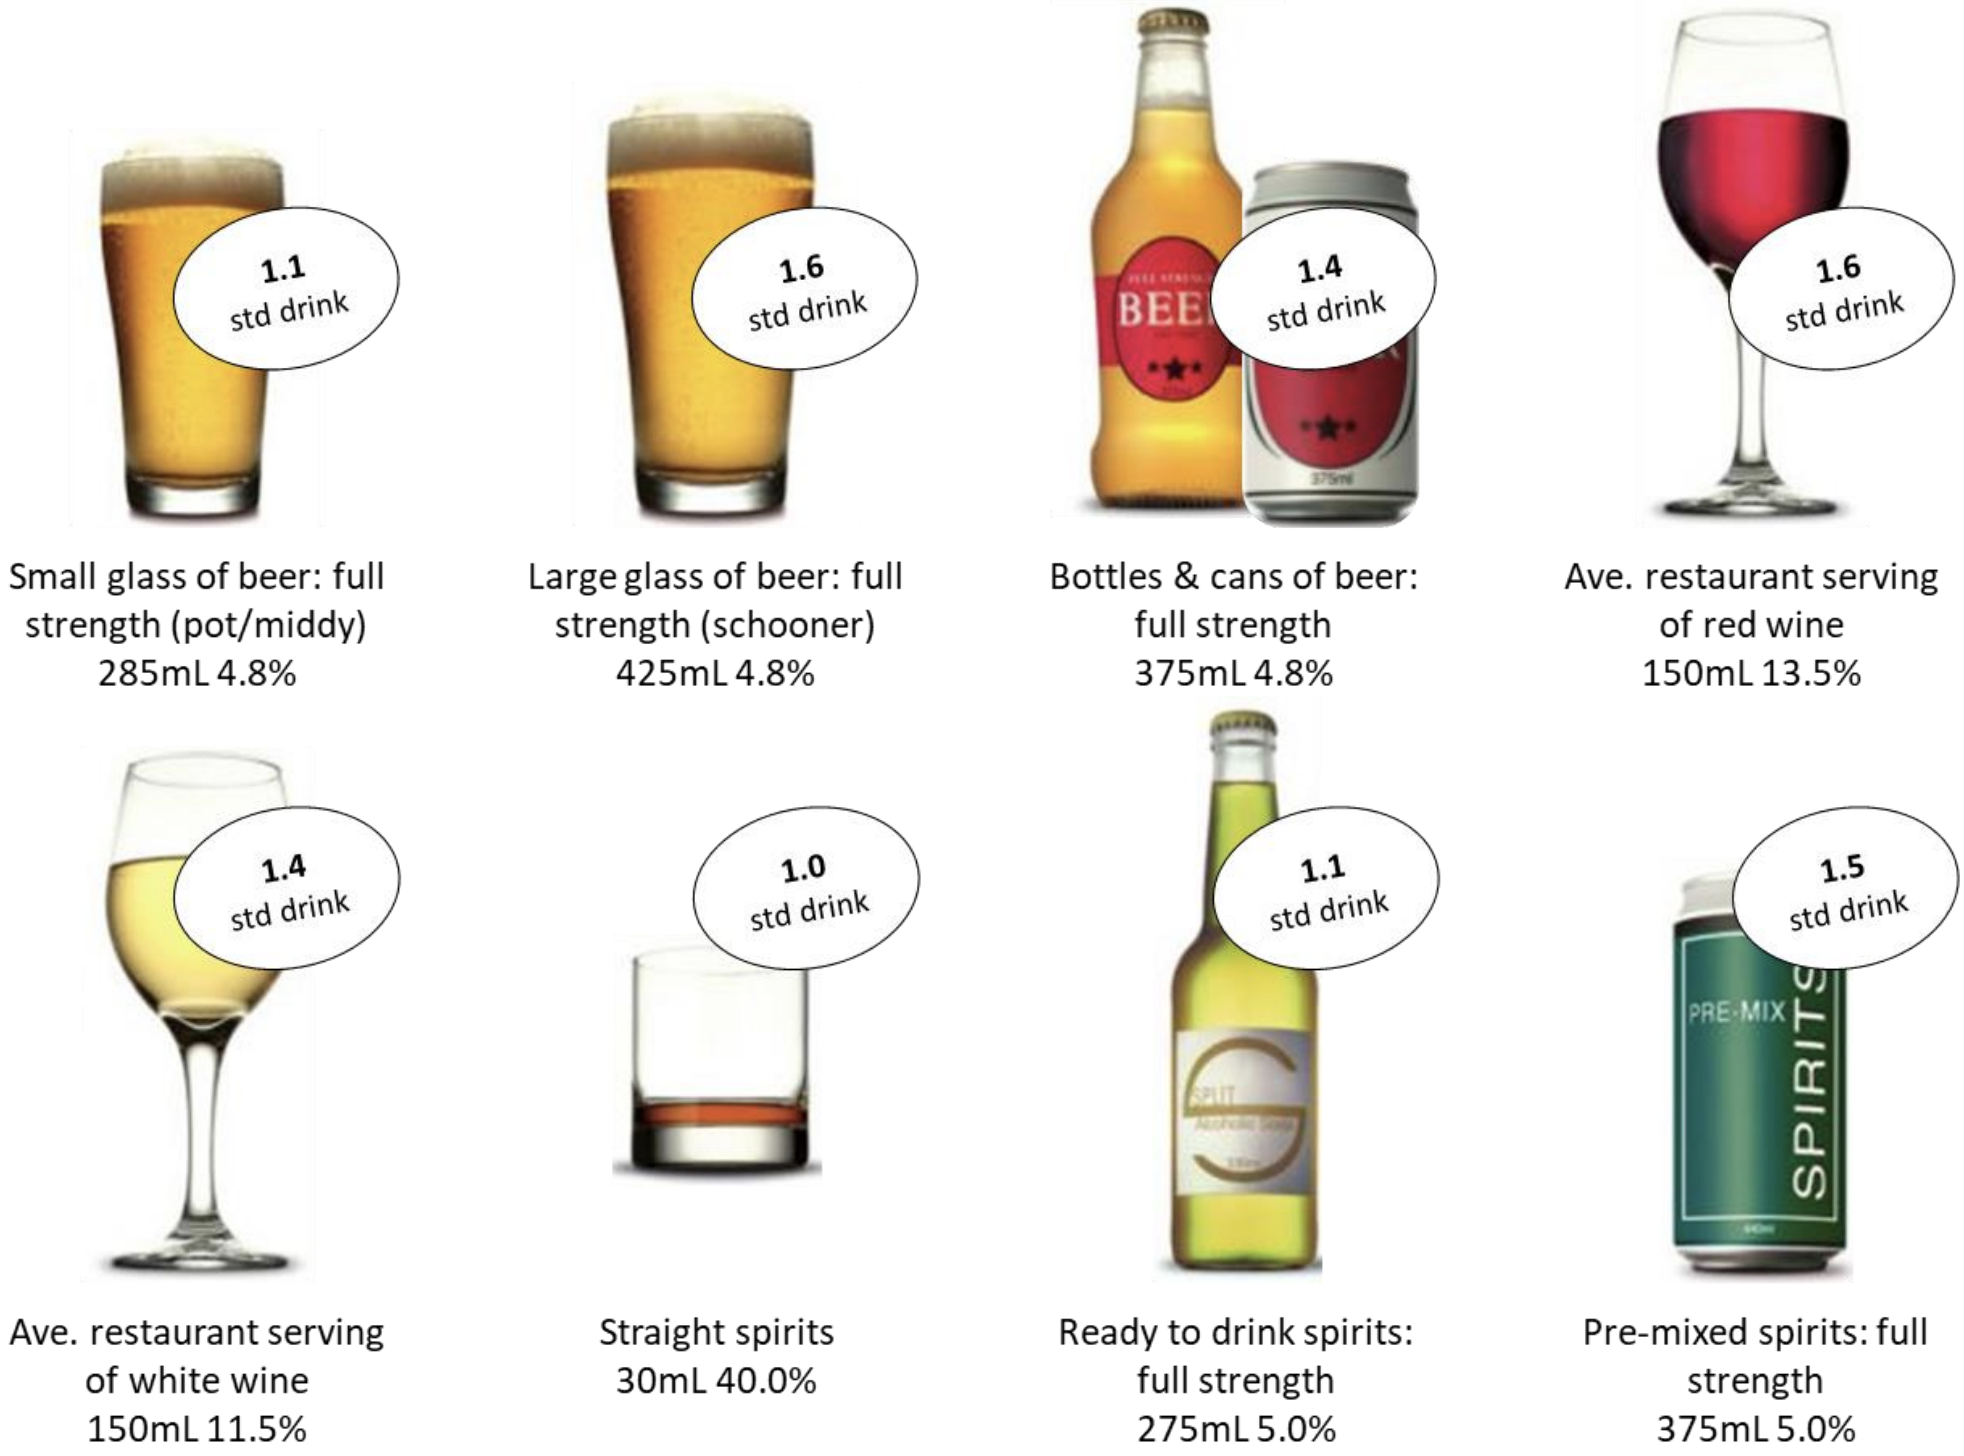 1.1
std drink
1.6
std drink
FULL STRENGTH
BEE
375ml
1.4
std drink
1.6
std drink
Small glass of beer: full
strength (pot/middy)
285mL 4.8%
Large glass of beer: full
strength (schooner)
425mL 4.8%
Bottles & cans of beer:
full strength
375mL 4.8%
Ave. restaurant serving
of red wine
150mL 13.5%
1.4
std drink
1.0
std drink
1.1
std drink
SPLIT
Alcoholic Soda
1.5
std drink
PRE-MIX
SPIRITS
Ave. restaurant serving
of white wine
150mL 11.5%
Straight spirits
30mL 40.0%
Ready to drink spirits:
full strength
275mL 5.0%
Pre-mixed spirits: full
strength
375mL 5.0%